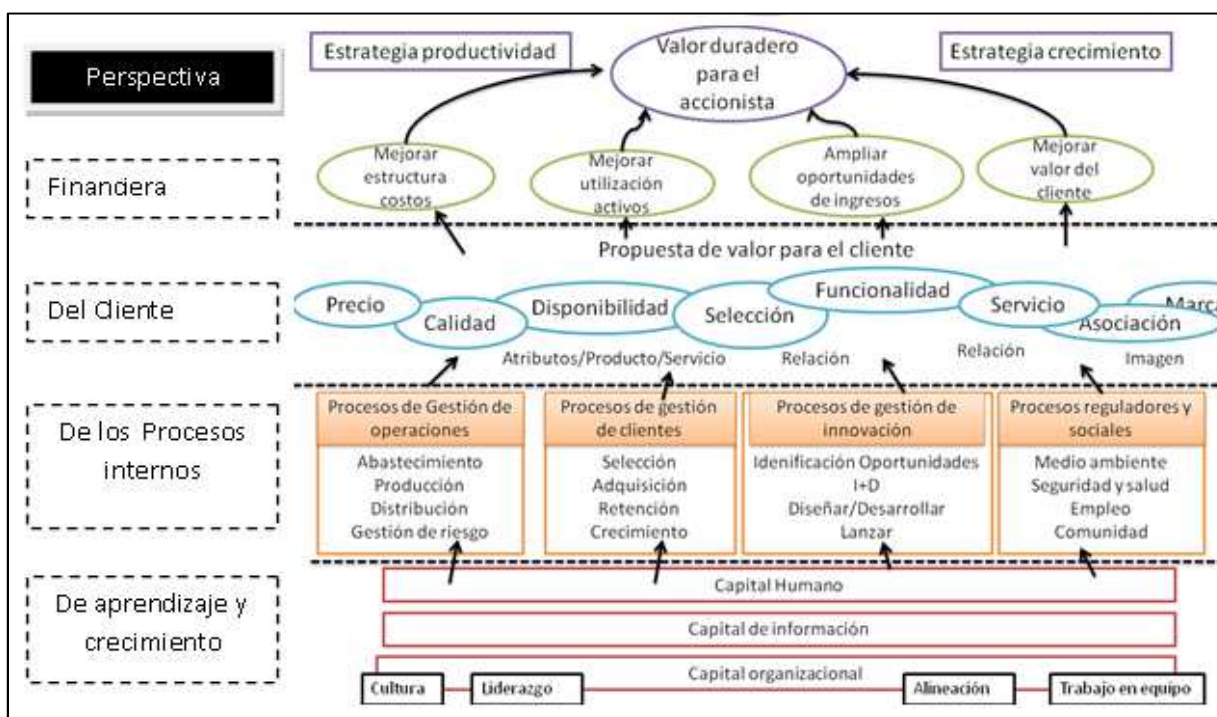 Perspectiva
Estrategia productividad
Valor duradero
para el
accionista
Estrategia crecimiento
Financiera
Mejorar
estructura
costos
Mejorar
utilización
activos
Ampliar
oportunidades
de ingresos
Mejorar
valor del
cliente
Propuesta de valor para el cliente
Del Cliente
Precio
Calidad
Disponibilidad
Selección
Funcionalidad
Servicio
Asociación
Marca
Atributos/Producto/Servicio
Relación
Relación
Imagen
De los Procesos
internos
Procesos de Gestión de
operaciones
Abastecimiento
Producción
Distribución
Gestión de riesgo
Procesos de gestión
de clientes
Selección
Adquisición
Retención
Crecimiento
Procesos de gestión de
innovación
Idenificación Oportunidades
I+D
Diseñar/Desarrollar
Lanzar
Procesos reguladores y
sociales
Medio ambiente
Seguridad y salud
Empleo
Comunidad
De aprendizaje y
crecimiento
Capital Humano
Capital de información
Capital organizacional
Cultura
Liderazgo
Alineación
Trabajo en equipo